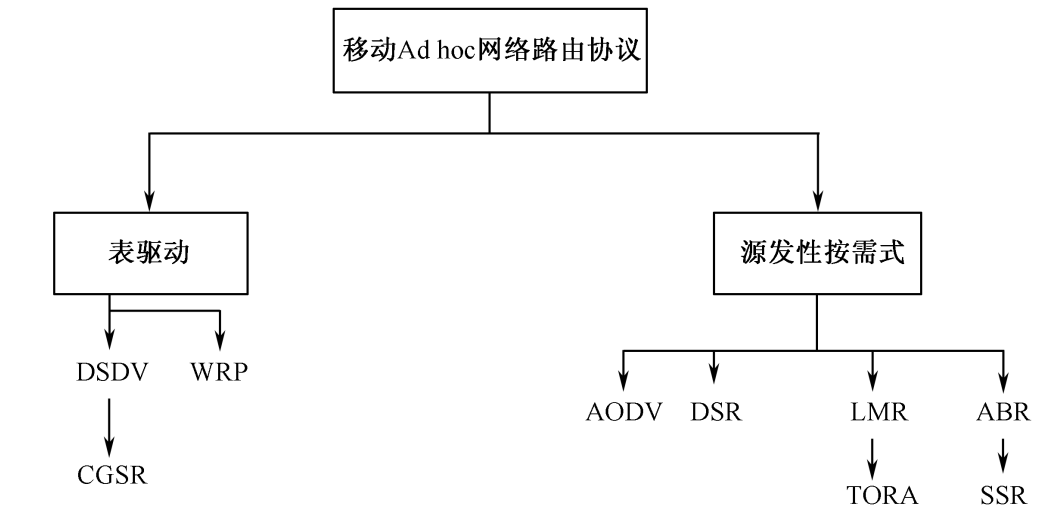 移动Ad hoc网络路由协议
表驱动
源发性按需式
DSDV
WRP
AODV
DSR
LMR
ABR
CGSR
TORA
SSR